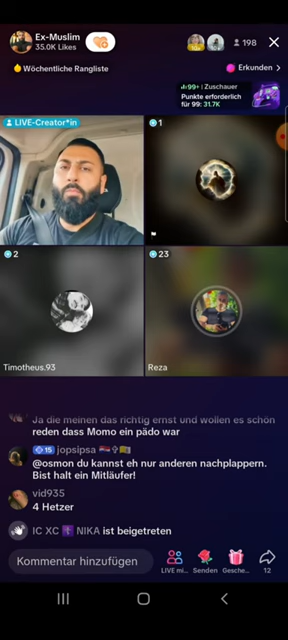 Ex-Muslim
35.0K Likes
198
Wöchentliche Rangliste
Erkunden >
99+ | Zuschauer
Punkte erforderlich
für 99: 31.7K
LIVE-Creator*in
1
2
23
Timotheus.93
Reza
Ja die meinen das richtig ernst und wollen es schön
reden dass Momo ein pädo war
15 jopsipsa
@osmon du kannst eh nur anderen nachplappern.
Bist halt ein Mitläufer!
vid935
4 Hetzer
IC XC NIKA ist beigetreten
Kommentar hinzufügen
LIVE mi... Senden Gesche... 12